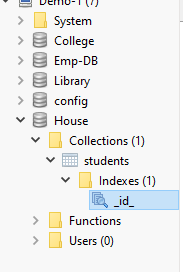 Demo-1 (7)
System
College
Emp-DB
Library
config
House
Collections (1)
students
Indexes (1)
_id_
Functions
Users (0)